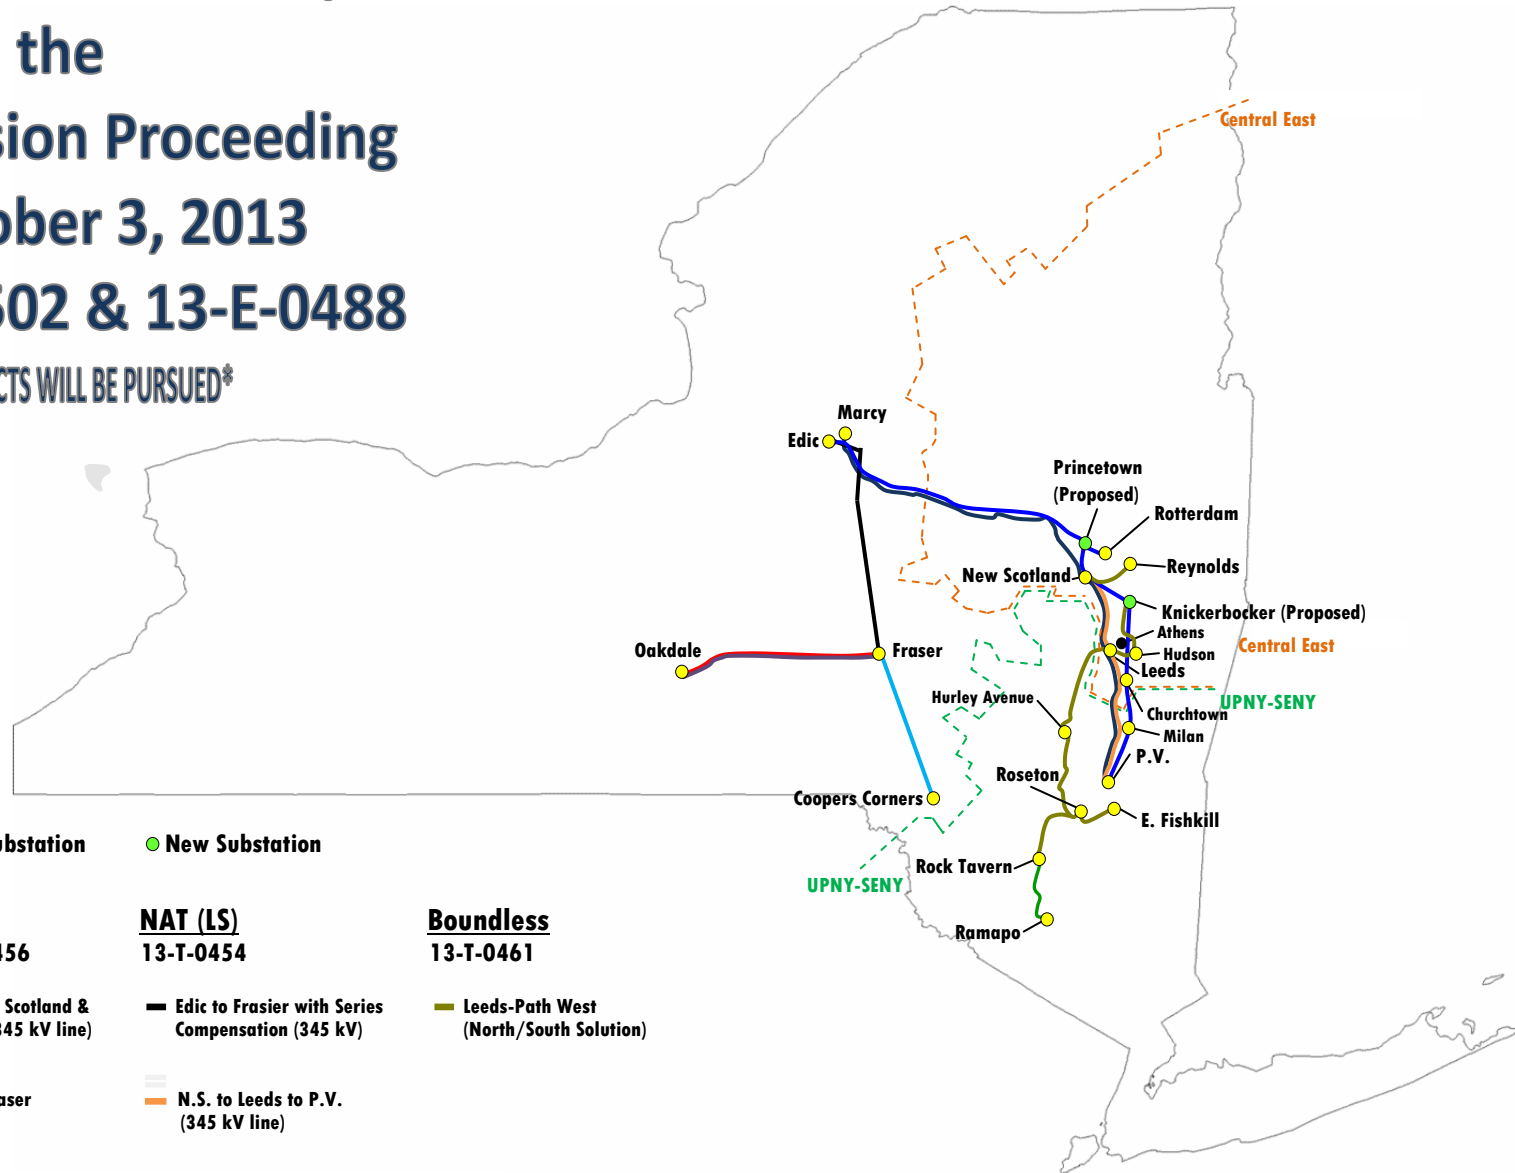 the
sion Proceeding
ober 3, 2013
502 & 13-E-0488
CTS WILL BE PURSUED*
Central East
Marcy
Edic
Princetown
(Proposed)
Rotterdam
New Scotland
Reynolds
Knickerbocker (Proposed)
Athens
Hudson
Central East
Leeds
Oakdale
Fraser
Hurley Avenue
UPNY-SENY
Churchtown
Milan
P.V.
Roseton
Coopers Corners
E. Fishkill
Rock Tavern
UPNY-SENY
Ramapo
ubstation
New Substation
NAT (LS)
Boundless
456
13-T-0454
13-T-0461
Scotland &
345 kV line)
Edic to Frasier with Series
Compensation (345 kV)
Leeds-Path West
(North/South Solution)
aser
N.S. to Leeds to P.V.
(345 kV line)